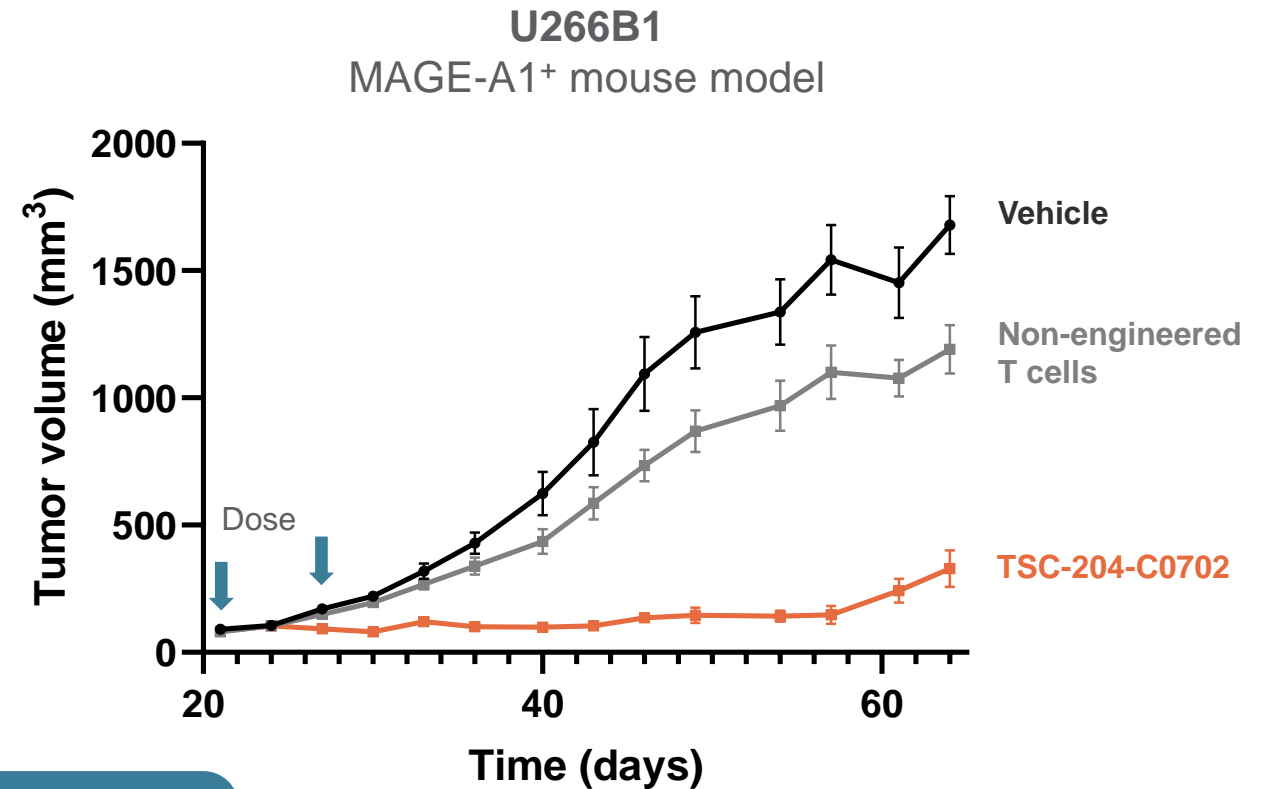 U266B1
MAGE-A1⁺ mouse model
Tumor volume (mm³)
2000
1500
1000
500
0
Dose
Vehicle
Non-engineered
T cells
TSC-204-C0702
20 40 60
Time (days)